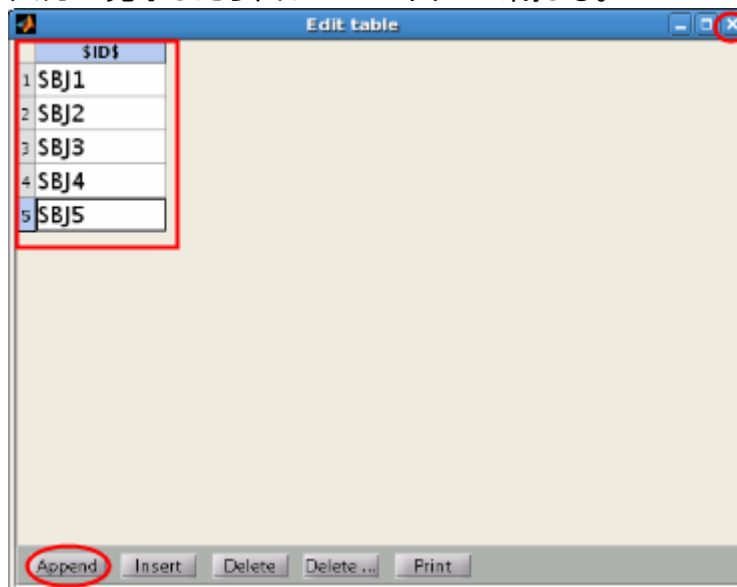 Edit table
$ID$
1 SBJ1
2 SBJ2
3 SBJ3
4 SBJ4
5 SBJ5
Append Insert Delete Delete ... Print